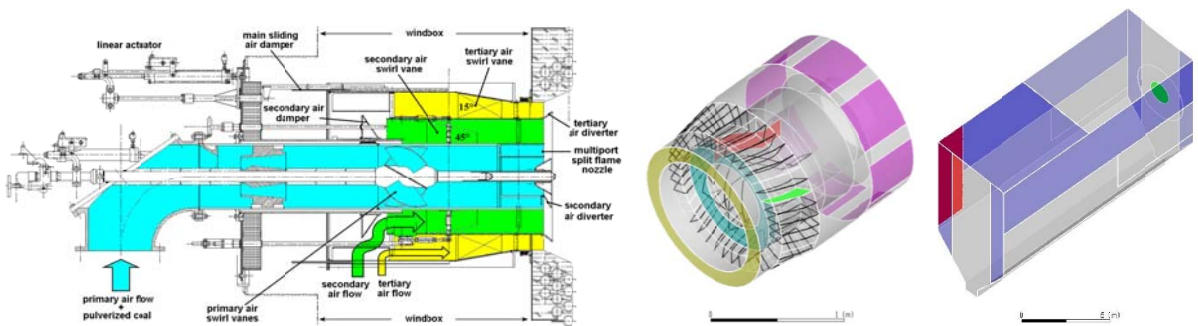 windbox
main sliding
air damper
linear actuator
secondary air
swirl vane
tertiary air
swirl vane
15°
secondary air
damper
45°
tertiary
air diverter
multiport
split flame
nozzle
secondary
air diverter
primary air flow
+
pulverized coal
primary air
swirl vanes
secondary
air flow
tertiary
air flow
windbox
0
1 (m)
0